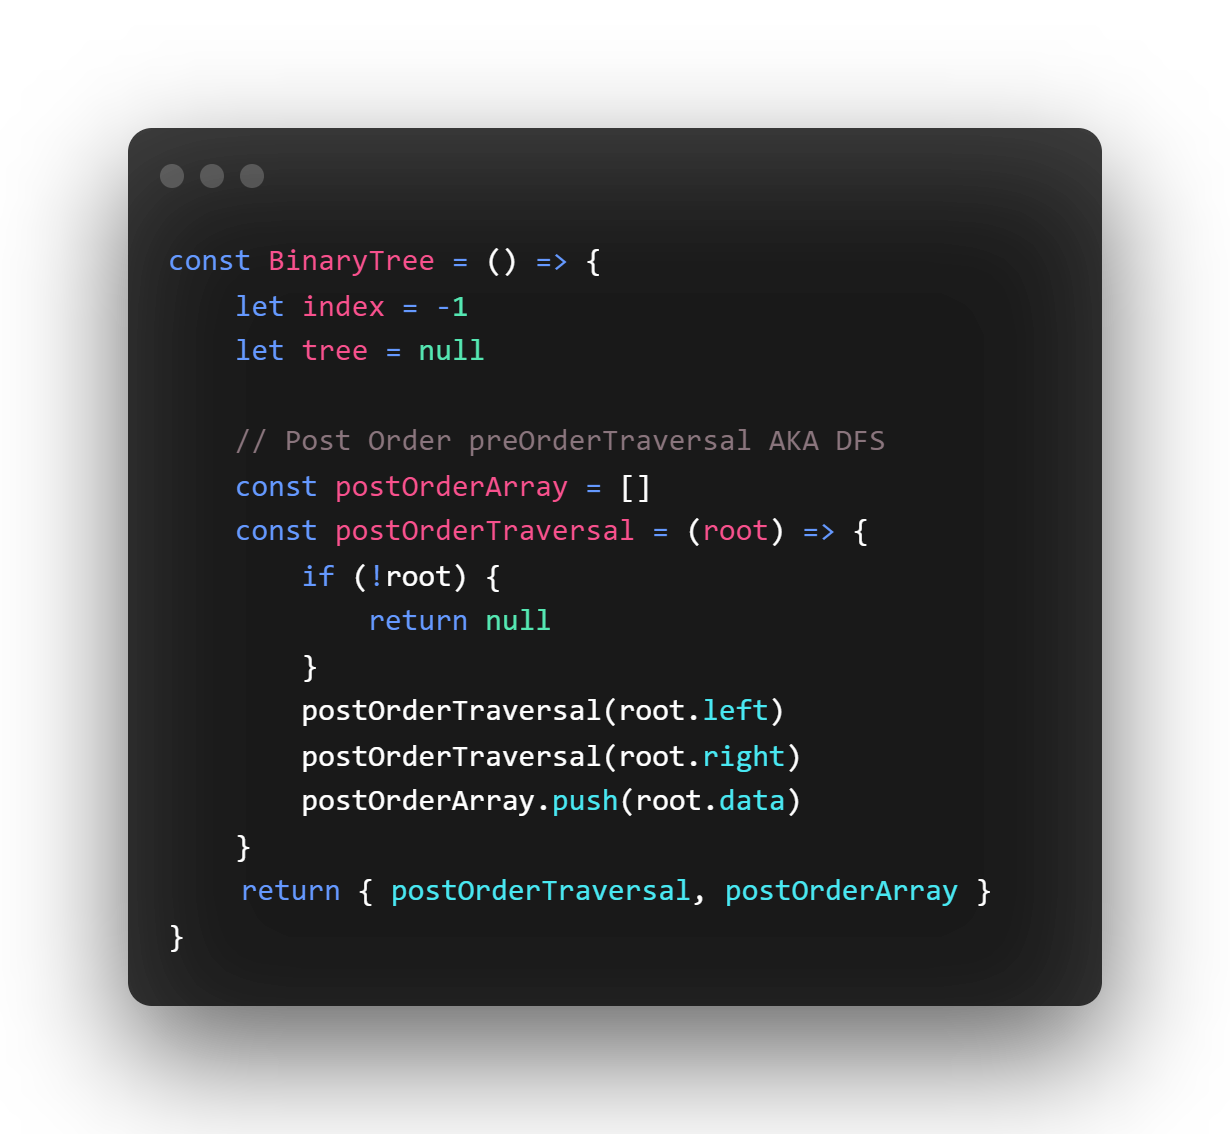 const BinaryTree = () => {
    let index = -1
    let tree = null

    // Post Order preOrderTraversal AKA DFS
    const postOrderArray = []
    const postOrderTraversal = (root) => {
        if (!root) {
            return null
        }
        postOrderTraversal(root.left)
        postOrderTraversal(root.right)
        postOrderArray.push(root.data)
    }
    return { postOrderTraversal, postOrderArray }
}